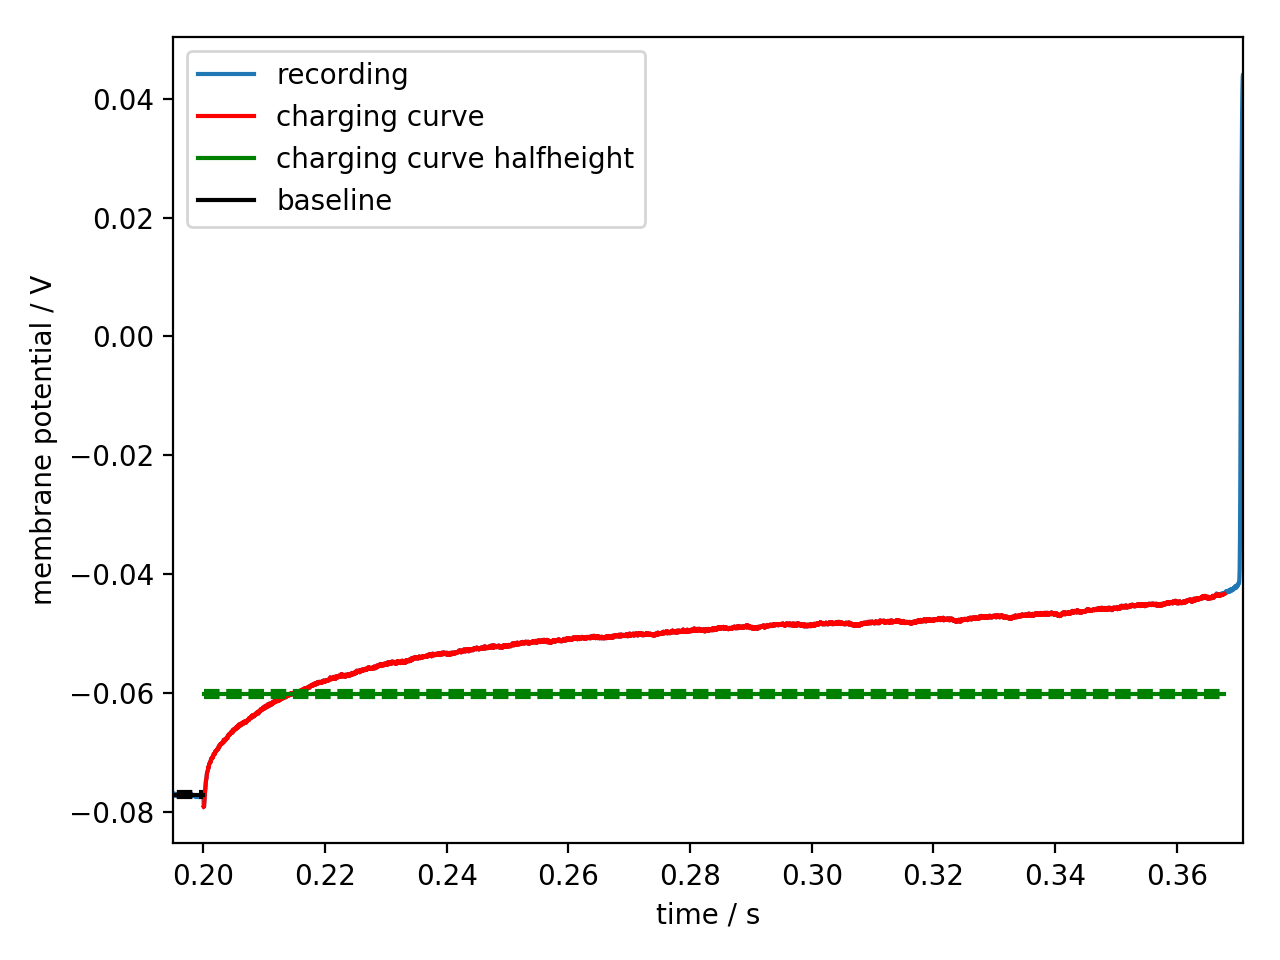 recording
charging curve
charging curve halfheight
baseline
0.04
0.02
0.00
−0.02
−0.04
−0.06
−0.08
membrane potential / V
0.20 0.22 0.24 0.26 0.28 0.30 0.32 0.34 0.36
time / s